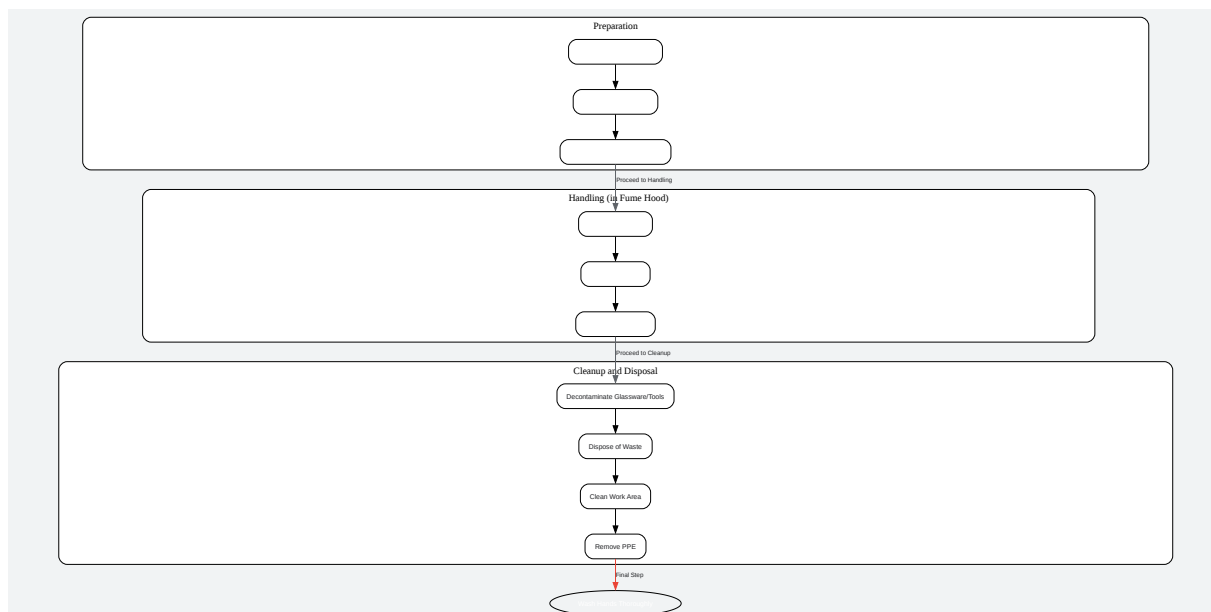 Preparation
Proceed to Handling
Handling (in Fume Hood)
Proceed to Cleanup
Cleanup and Disposal
Decontaminate Glassware/Tools
Dispose of Waste
Clean Work Area
Remove PPE
Final Step